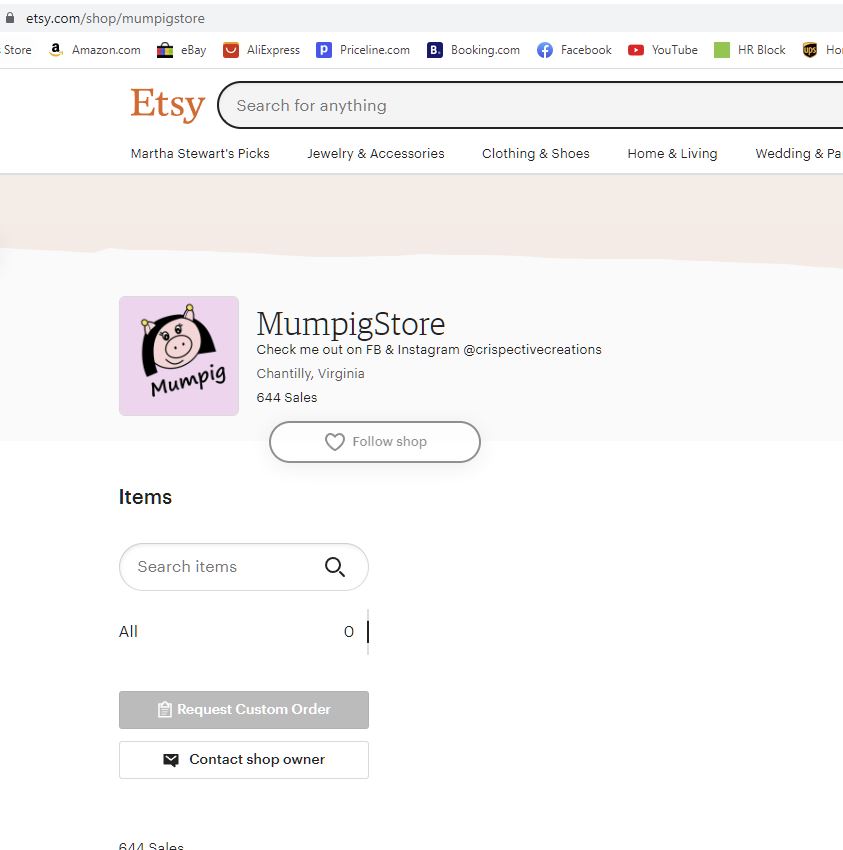 etsy.com/shop/mumpigstore
Store Amazon.com eBay AliExpress Priceline.com Booking.com Facebook YouTube HR Block
Etsy Search for anything
Martha Stewart's Picks Jewelry & Accessories Clothing & Shoes Home & Living Wedding & Pa
MumpigStore
Check me out on FB & Instagram @crispectivecreations
Chantilly, Virginia
644 Sales
Mumpig
Follow shop
Items
Search items
All 0
Request Custom Order
Contact shop owner
644 Sales